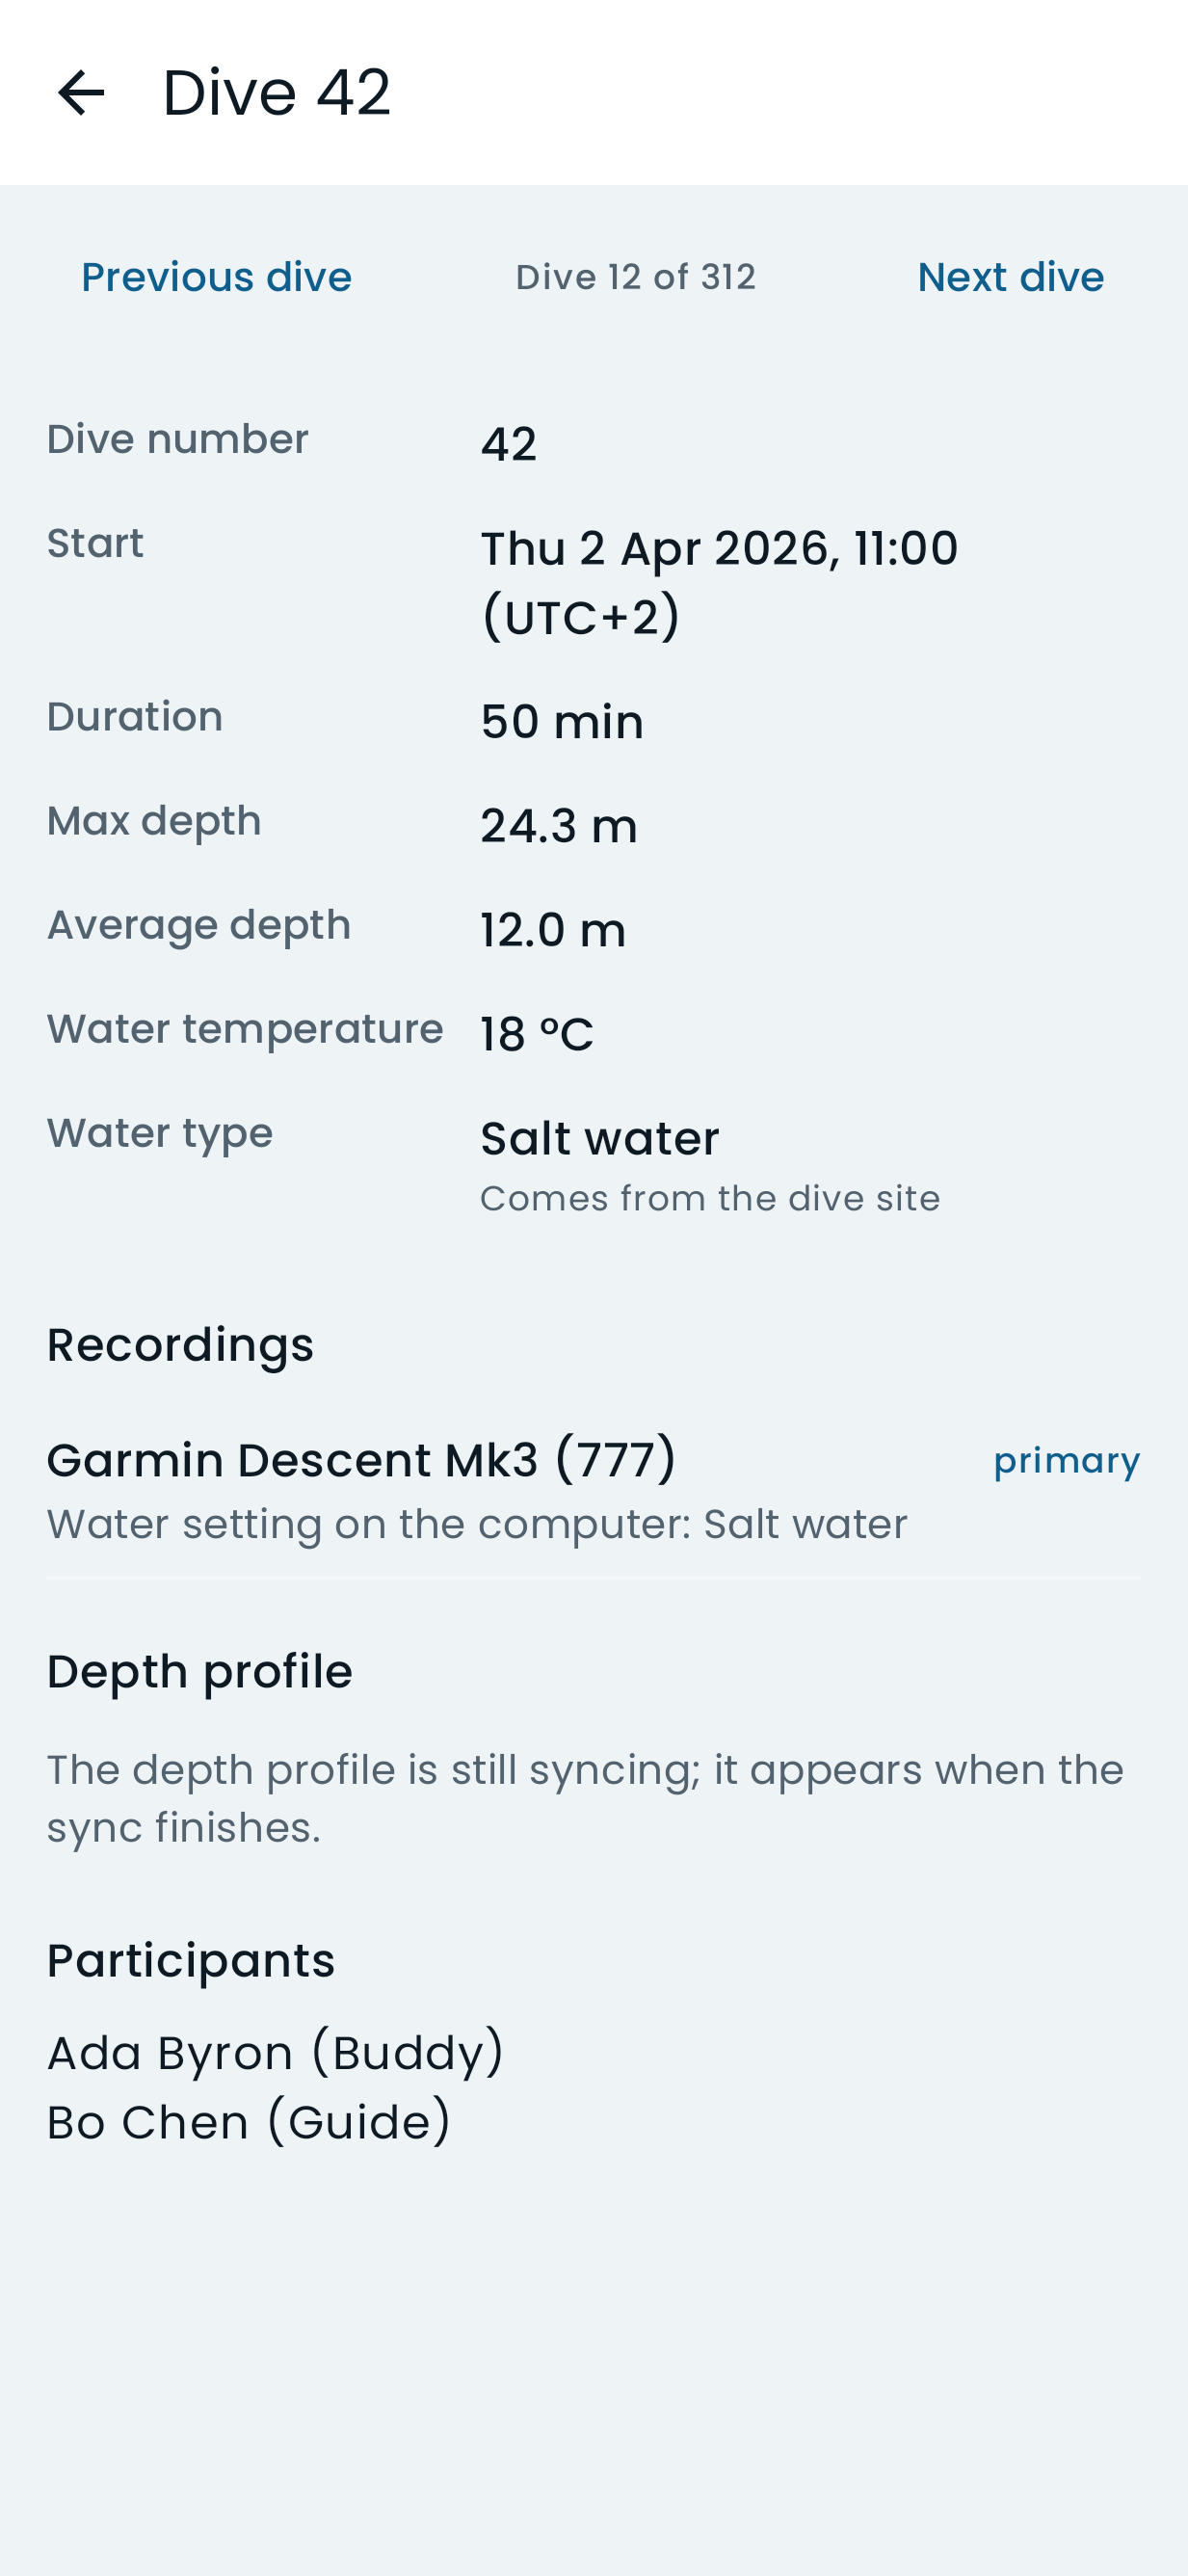 Dive 42
Previous dive
Dive 12 of 312
Next dive
Dive number
42
Start
Thu 2 Apr 2026, 11:00
(UTC+2)
Duration
50 min
Max depth
24.3 m
Average depth
12.0 m
Water temperature
18 °C
Water type
Salt water
Comes from the dive site
Recordings
Garmin Descent Mk3 (777)
primary
Water setting on the computer: Salt water
Depth profile
The depth profile is still syncing; it appears when the
sync finishes.
Participants
Ada Byron (Buddy)
Bo Chen (Guide)